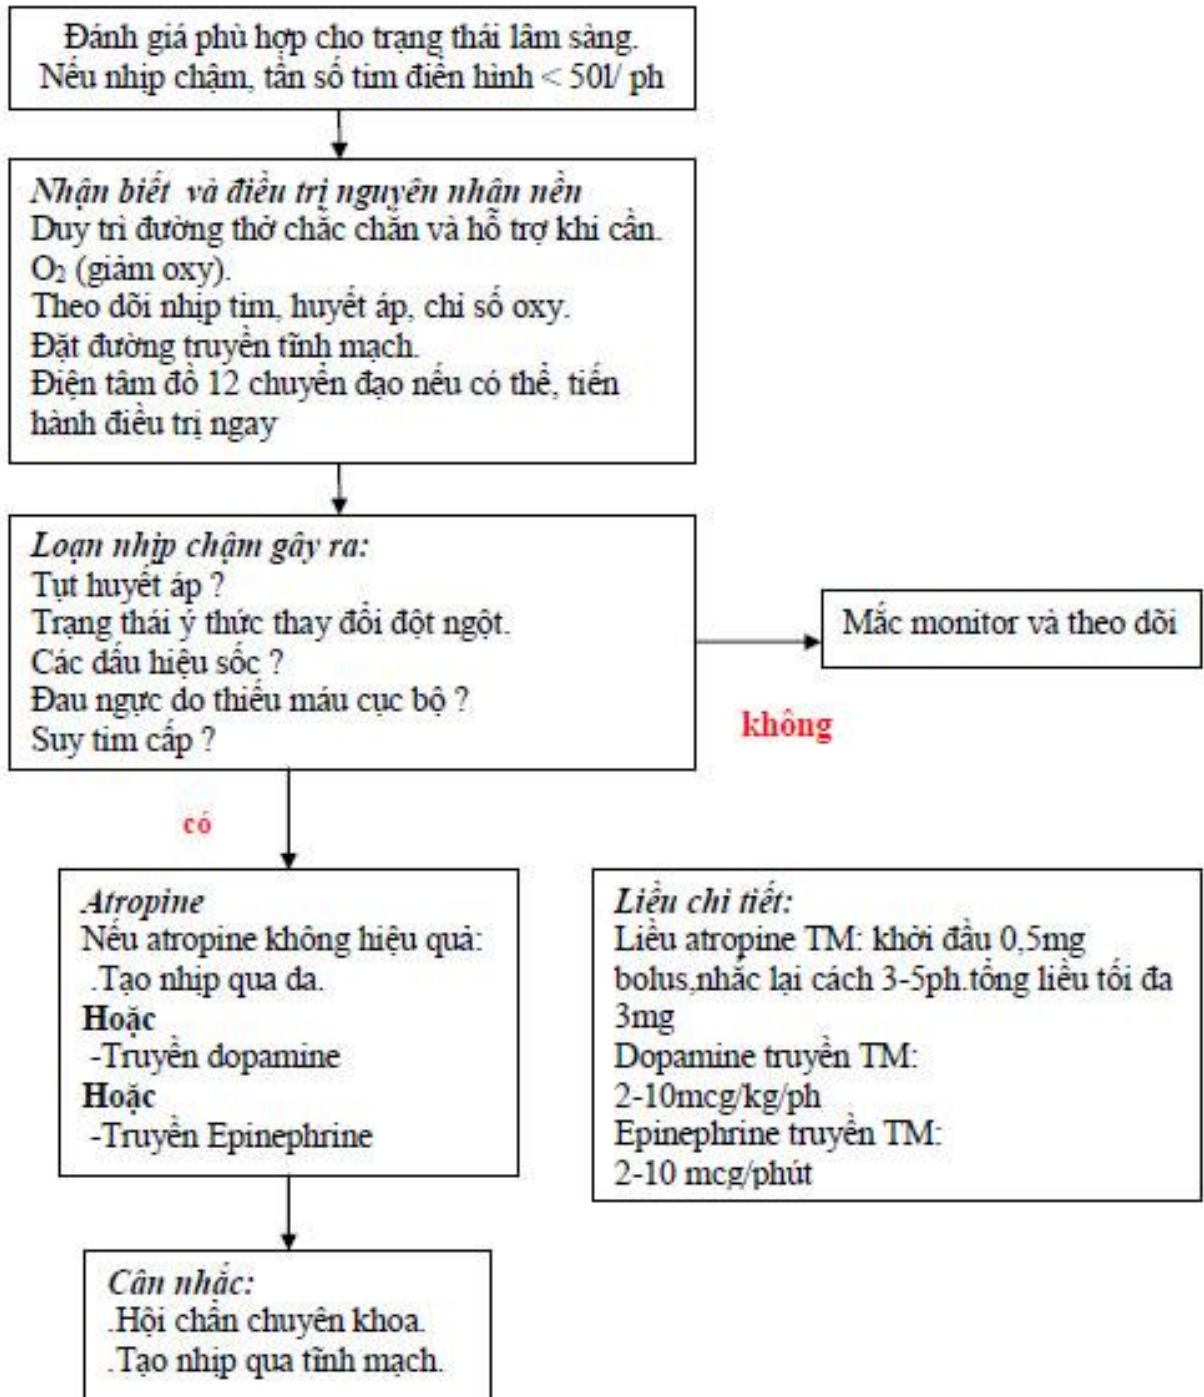 Đánh giá phù hợp cho trạng thái lâm sàng.
Nếu nhịp chậm, tần số tim điển hình < 50l/ ph
Nhận biết và điều trị nguyên nhân nền
Duy trì đường thở chắc chắn và hỗ trợ khi cần.
O₂ (giảm oxy).
Theo dõi nhịp tim, huyết áp, chỉ số oxy.
Đặt đường truyền tĩnh mạch.
Điện tâm đồ 12 chuyển đạo nếu có thể, tiến
hành điều trị ngay
Loạn nhịp chậm gây ra:
Tụt huyết áp ?
Trạng thái ý thức thay đổi đột ngột.
Các dấu hiệu sốc ?
Đau ngực do thiếu máu cục bộ ?
Suy tim cấp ?
Mắc monitor và theo dõi
không
có
Atropine
Nếu atropine không hiệu quả:
.Tạo nhịp qua da.
Hoặc
-Truyền dopamine
Hoặc
-Truyền Epinephrine
Liều chi tiết:
Liều atropine TM: khởi đầu 0,5mg
bolus,nhắc lại cách 3-5ph.tổng liều tối đa
3mg
Dopamine truyền TM:
2-10mcg/kg/ph
Epinephrine truyền TM:
2-10 mcg/phút
Cân nhắc:
.Hội chẩn chuyên khoa.
.Tạo nhịp qua tĩnh mạch.